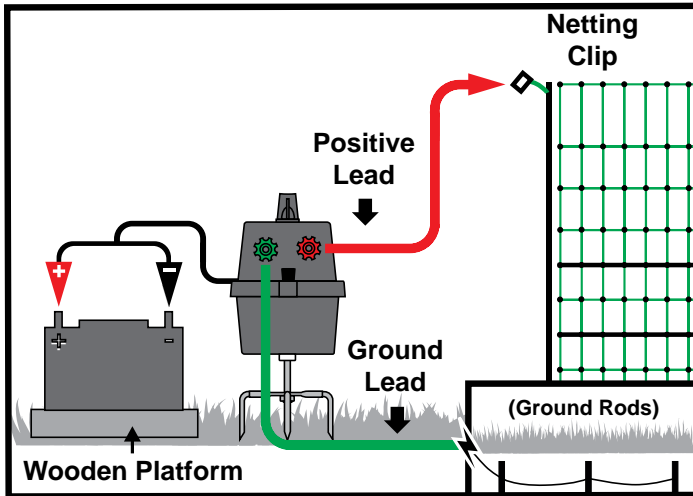 Netting
Clip
Positive
Lead
+ -
+ -
Ground
Lead
(Ground Rods)
Wooden Platform